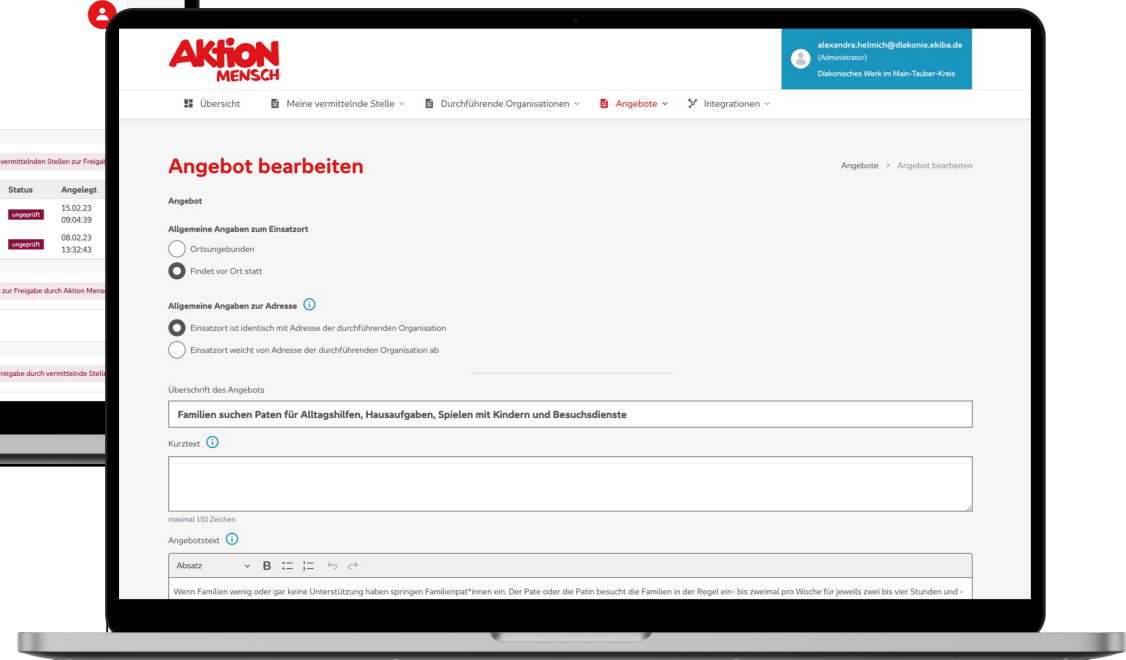 AKtioN
MENSCH
alexandra.helmich@diakonie.ekiba.de
(Administrator)
Diakonisches Werk im Main-Tauber-Kreis
Übersicht
Meine vermittelnde Stelle
Durchführende Organisationen
Angebote
Integrationen
Angebot bearbeiten
Angebote > Angebot bearbeiten
Angebot
Allgemeine Angaben zum Einsatzort
Ortsungebunden
Findet vor Ort statt
Allgemeine Angaben zur Adresse
Einsatzort ist identisch mit Adresse der durchführenden Organisation
Einsatzort weicht von Adresse der durchführenden Organisation ab
Überschrift des Angebots
Familien suchen Paten für Alltagshilfen, Hausaufgaben, Spielen mit Kindern und Besuchsdienste
Kurztext
maximal 150 Zeichen
Angebotstext
Absatz B
Wenn Familien wenig oder gar keine Unterstützung haben springen Familienpat*innen ein. Der Pate oder die Patin besucht die Familien in der Regel ein- bis zweimal pro Woche für jeweils zwei bis vier Stunden und -
vermittelnden Stellen zur Freigab
Status Angelegt
ungeprüft 15.02.23
09:04:39
ungeprüft 08.02.23
13:32:43
zur Freigabe durch Aktion Mens
reigabe durch vermittelnde Stell